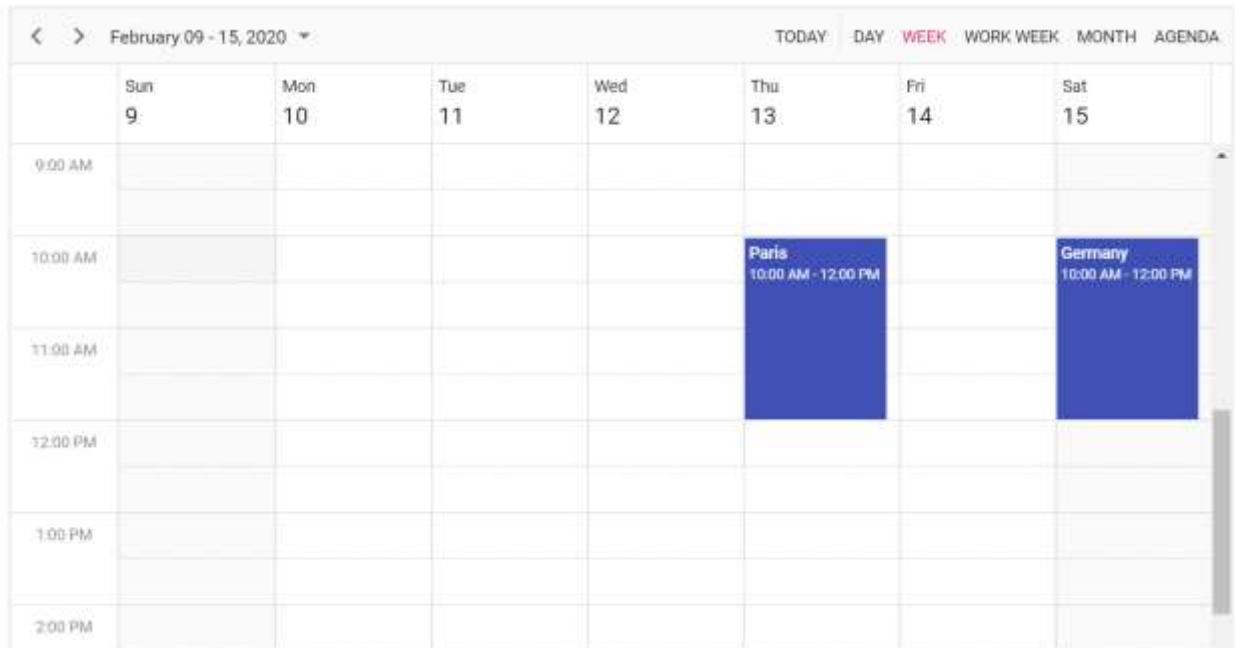 February 09 - 15, 2020 TODAY DAY WEEK WORK WEEK MONTH AGENDA
Sun Mon Tue Wed Thu Fri Sat
9 10 11 12 13 14 15
9:00 AM
10:00 AM
Paris Germany
10:00 AM - 12:00 PM 10:00 AM - 12:00 PM
11:00 AM
12:00 PM
1:00 PM
2:00 PM